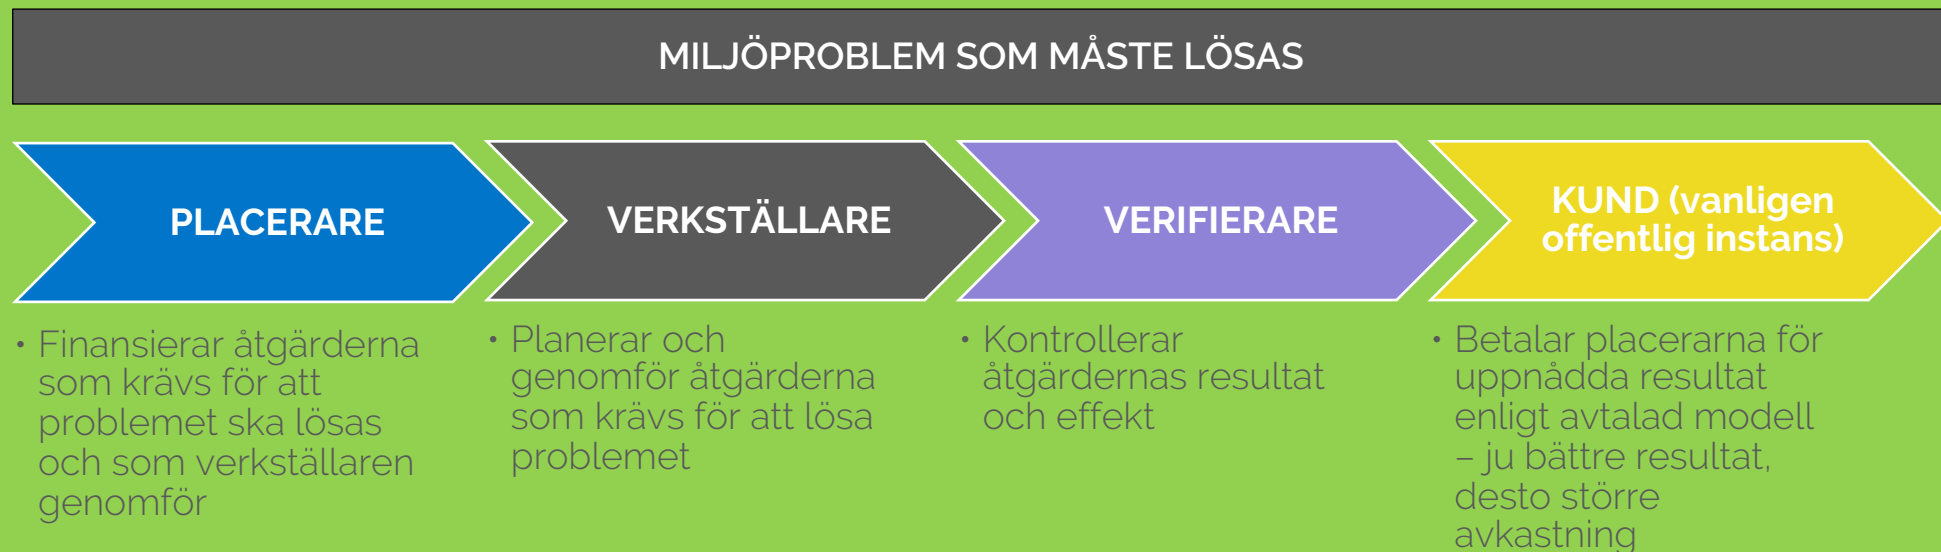 MILJÖPROBLEM SOM MÅSTE LÖSAS
PLACERARE
VERKSTÄLLARE
VERIFIERARE
KUND (vanligen
offentlig instans)
• Finansierar åtgärderna
som krävs för att
problemet ska lösas
och som verkställaren
genomför
• Planerar och
genomför åtgärderna
som krävs för att lösa
problemet
• Kontrollerar
åtgärdernas resultat
och effekt
• Betalar placerarna för
uppnådda resultat
enligt avtalad modell
– ju bättre resultat,
desto större
avkastning